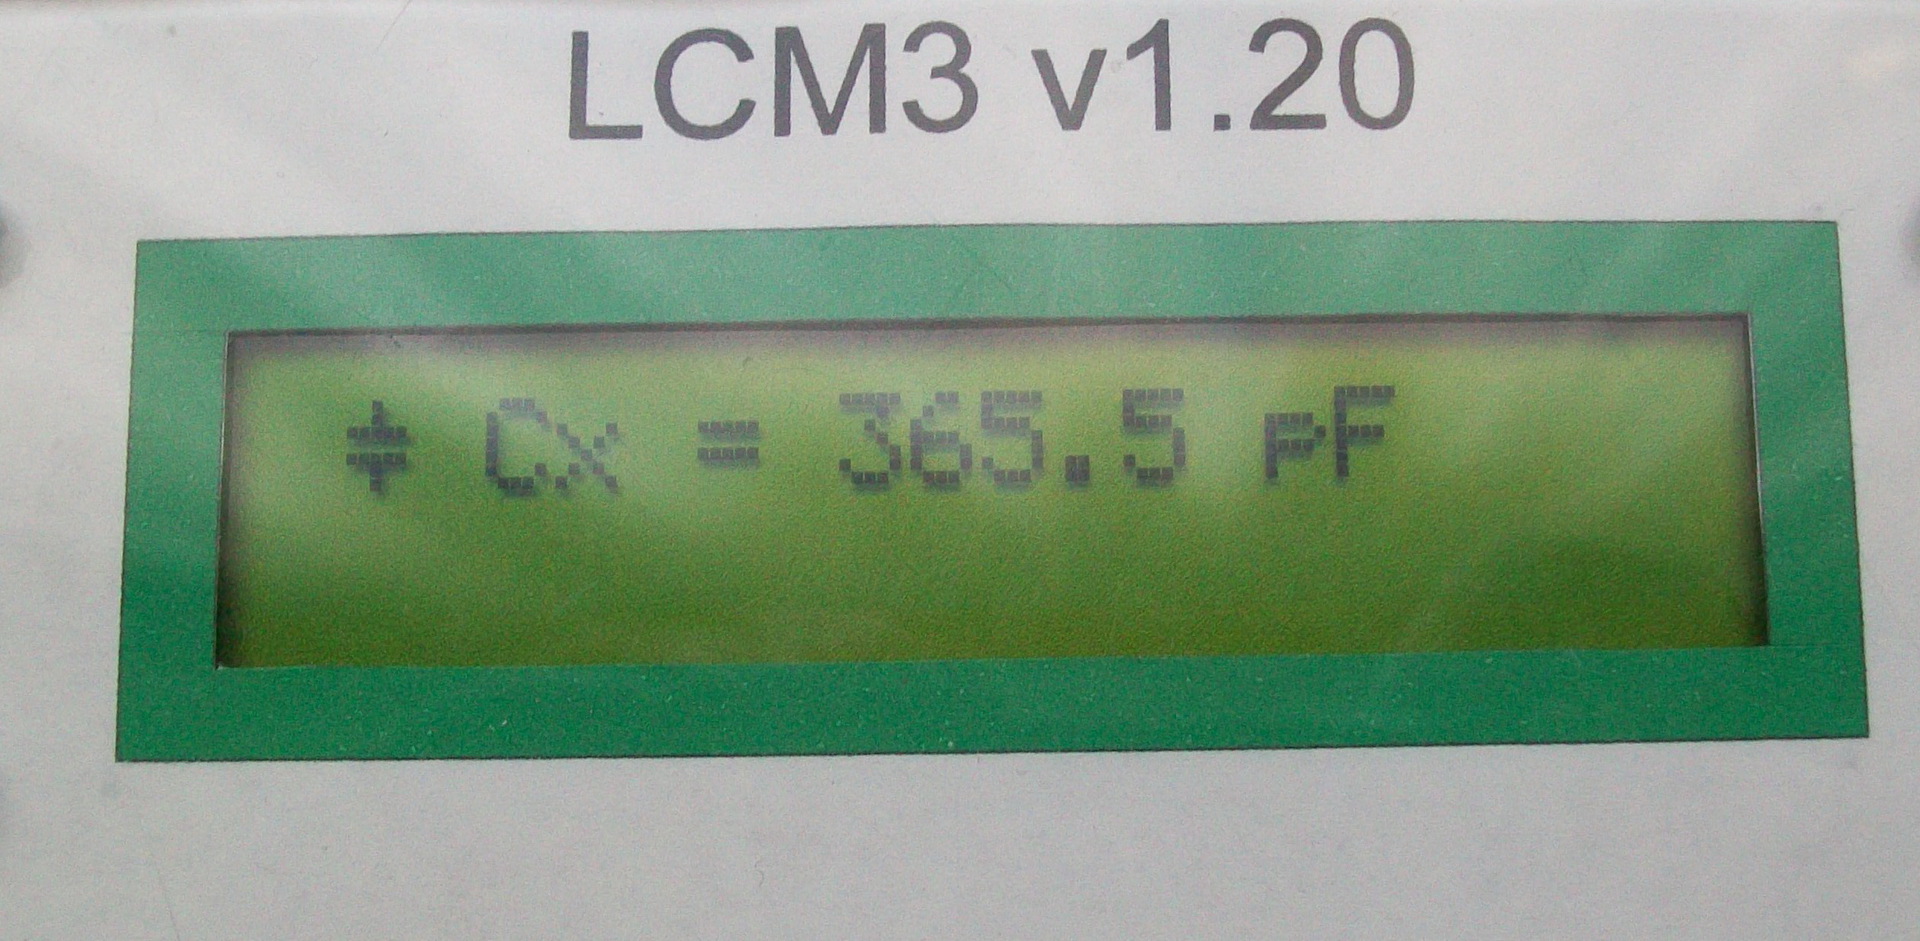 LCM3 v1.20
Cx = 365.5 pF